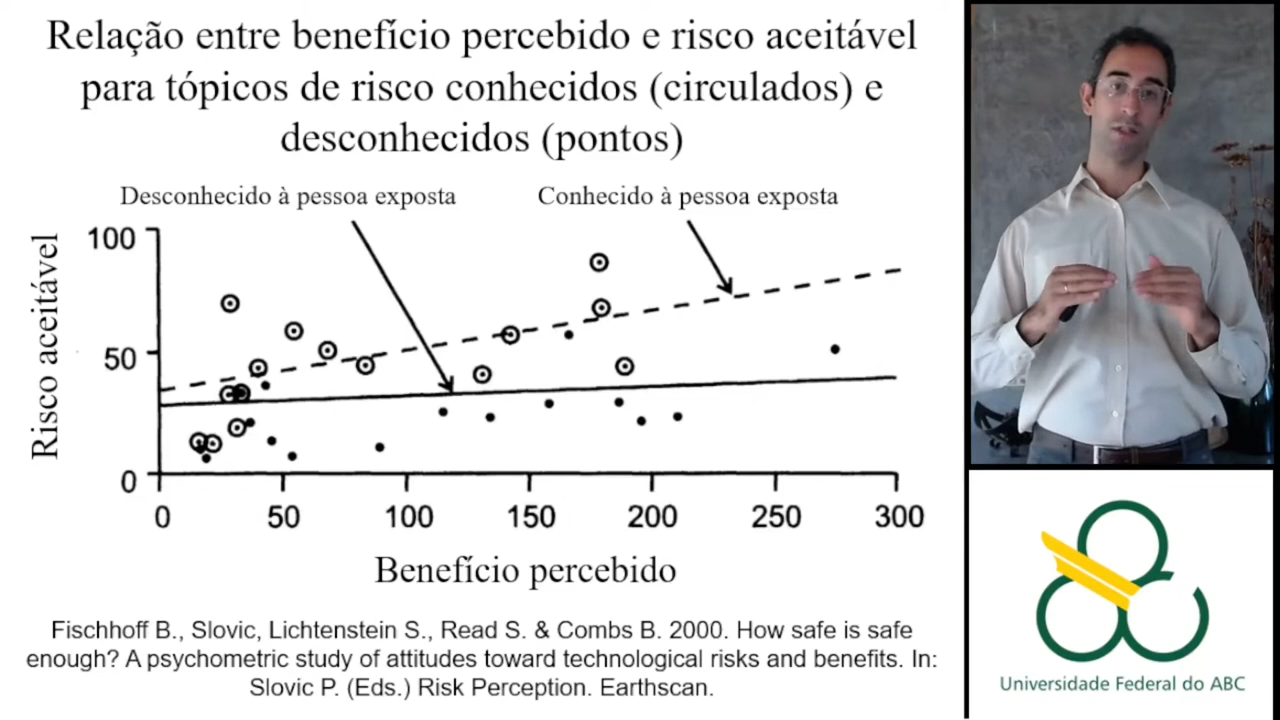 Relação entre benefício percebido e risco aceitável
para tópicos de risco conhecidos (circulados) e
desconhecidos (pontos)
Desconhecido à pessoa exposta
Conhecido à pessoa exposta
Risco aceitável
100
50
0
0 50 100 150 200 250 300
Benefício percebido
Fischhoff B., Slovic, Lichtenstein S., Read S. & Combs B. 2000. How safe is safe
enough? A psychometric study of attitudes toward technological risks and benefits. In:
Slovic P. (Eds.) Risk Perception. Earthscan.
Universidade Federal do ABC